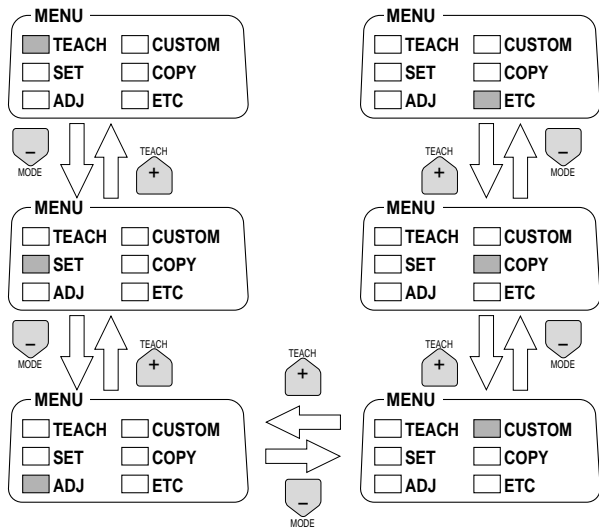 MENU
TEACH CUSTOM
SET COPY
ADJ ETC
MENU
TEACH CUSTOM
SET COPY
ADJ ETC
– MODE
TEACH +
TEACH +
– MODE
MENU
TEACH CUSTOM
SET COPY
ADJ ETC
MENU
TEACH CUSTOM
SET COPY
ADJ ETC
– MODE
TEACH +
TEACH +
– MODE
TEACH +
MENU
TEACH CUSTOM
SET COPY
ADJ ETC
MENU
TEACH CUSTOM
SET COPY
ADJ ETC
– MODE